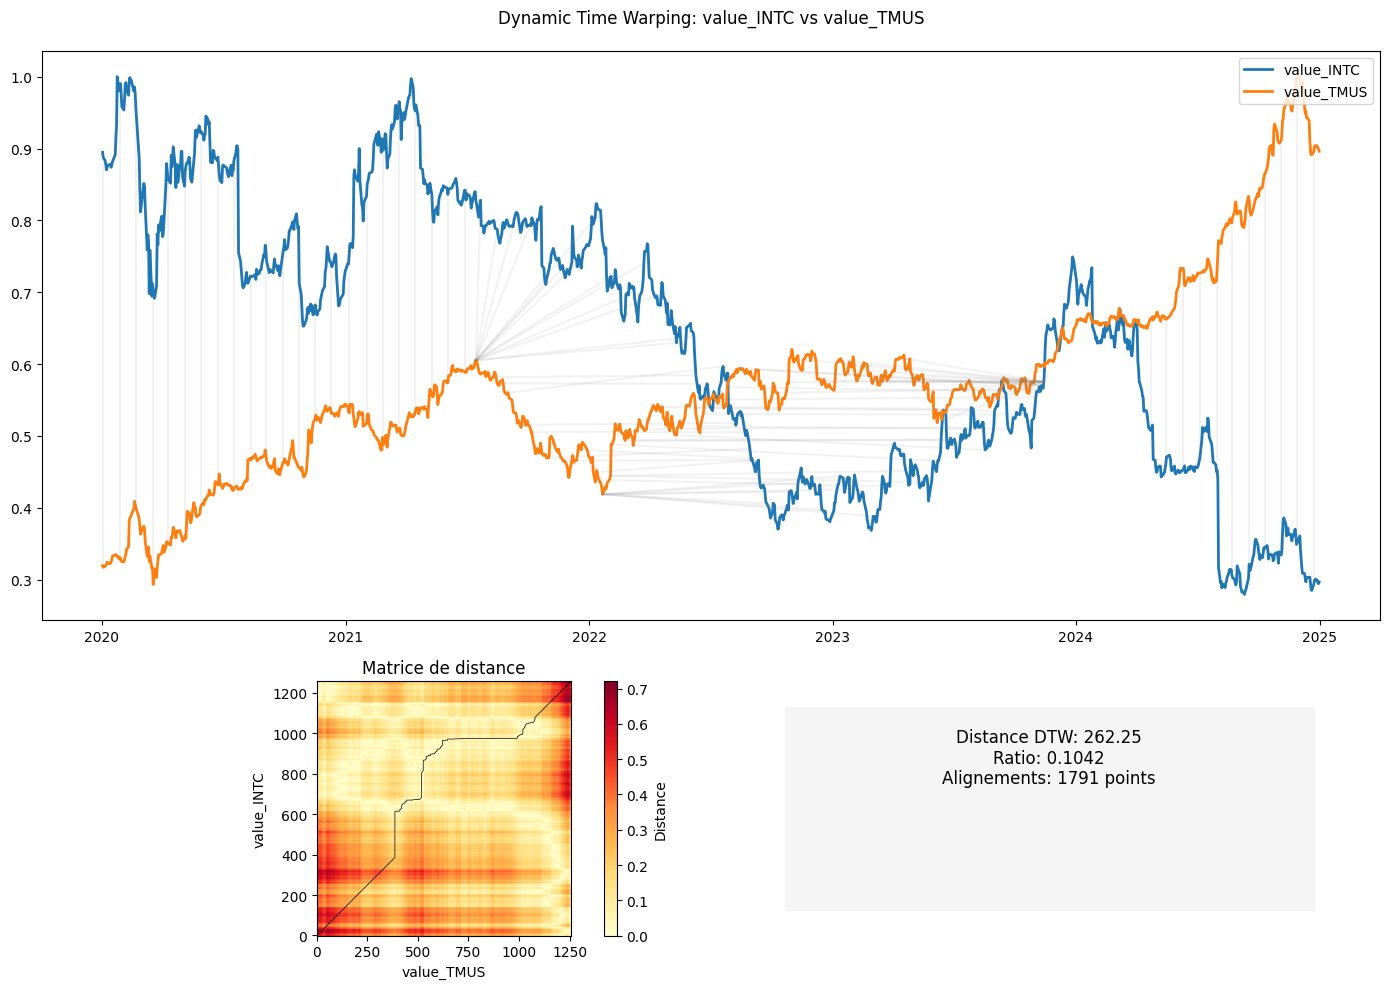 Dynamic Time Warping: value_INTC vs value_TMUS
value_INTC
value_TMUS
1.0
0.9
0.8
0.7
0.6
0.5
0.4
0.3
2020 2021 2022 2023 2024 2025
Matrice de distance
value_INTC
1200
1000
800
600
400
200
0
0 250 500 750 1000 1250
value_TMUS
0.7
0.6
0.5
0.4
0.3
0.2
0.1
0.0
Distance
Distance DTW: 262.25
Ratio: 0.1042
Alignements: 1791 points